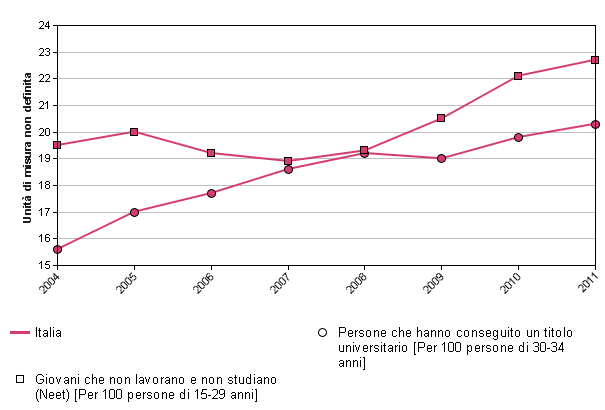 24
23
22
21
20
19
18
17
16
15
Unità di misura non definita
2004
2005
2006
2007
2008
2009
2010
2011
Italia
Persone che hanno conseguito un titolo
universitario [Per 100 persone di 30-34
anni]
Giovani che non lavorano e non studiano
(Neet) [Per 100 persone di 15-29 anni]